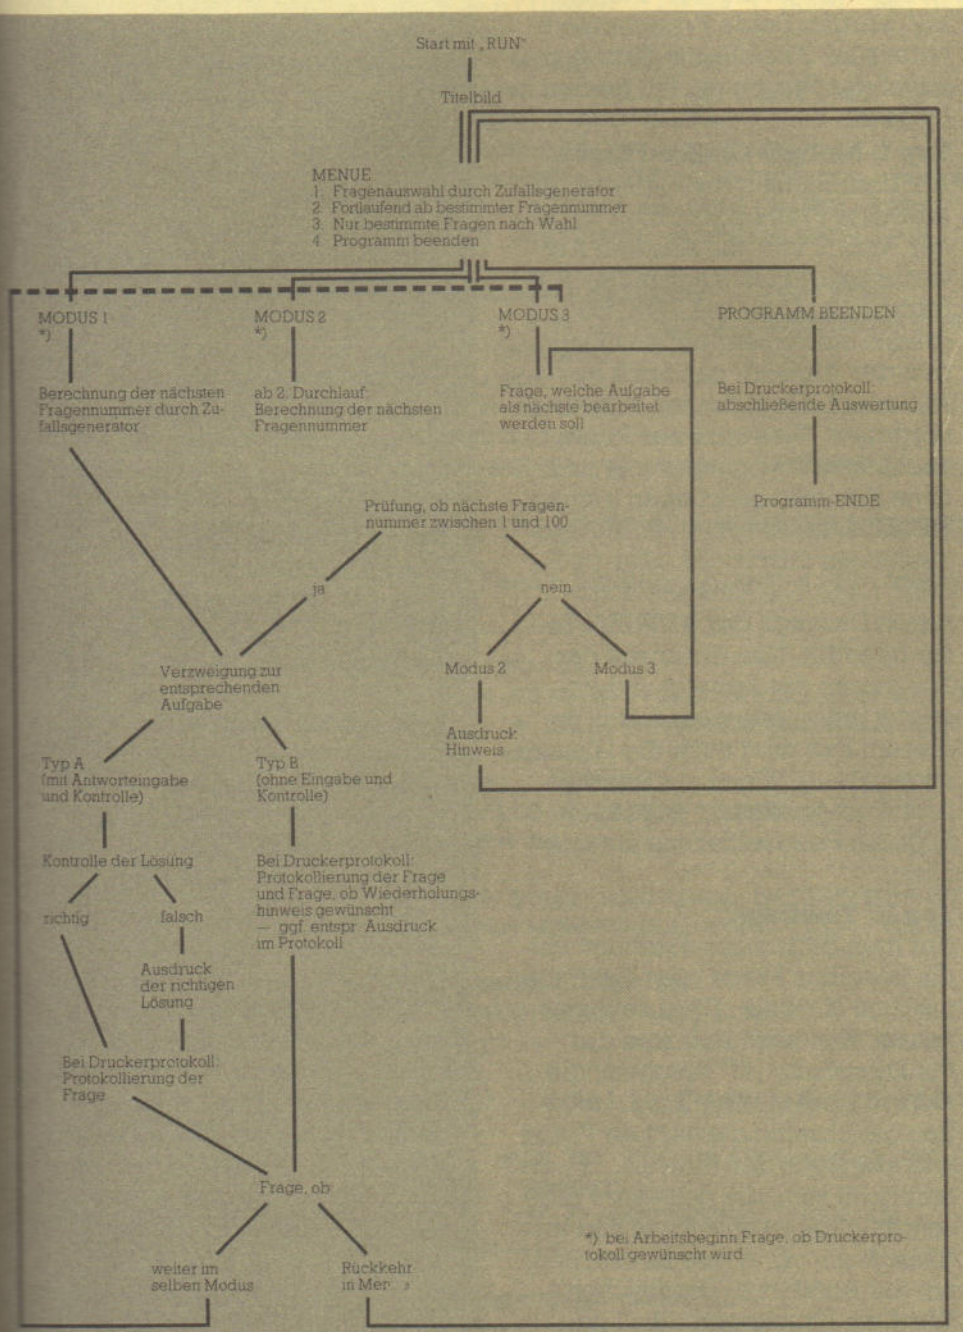 Start mit „RUN“
Titelbild
MENUE
1. Fragenauswahl durch Zufallsgenerator
2. Fortlaufend ab bestimmter Fragennummer
3. Nur bestimmte Fragen nach Wahl
4. Programm beenden
MODUS 1
*)
MODUS 2
*)
MODUS 3
*)
PROGRAMM BEENDEN
Berechnung der nächsten
Fragennummer durch Zu-
fallsgenerator
ab 2. Durchlauf:
Berechnung der nächsten
Fragennummer
Frage, welche Aufgabe
als nächste bearbeitet
werden soll
Bei Druckerprotokoll:
abschließende Auswertung
Programm-ENDE
Prüfung, ob nächste Fragen-
nummer zwischen 1 und 100
ja
nein
Verzweigung zur
entsprechenden
Aufgabe
Modus 2
Modus 3
Ausdruck
Hinweis
Typ A
(mit Antworteingabe
und Kontrolle)
Typ B
(ohne Eingabe und
Kontrolle)
Kontrolle der Lösung
richtig
falsch
Ausdruck
der richtigen
Lösung
Bei Druckerprotokoll:
Protokollierung der Frage
und Frage, ob Wiederholungs-
hinweis gewünscht
— ggf. entspr. Ausdruck
im Protokoll
Bei Druckerprotokoll:
Protokollierung der
Frage
Frage, ob:
weiter im
selben Modus
Rückkehr
in
*) bei Arbeitsbeginn Frage, ob Druckerpro-
tokoll gewünscht wird